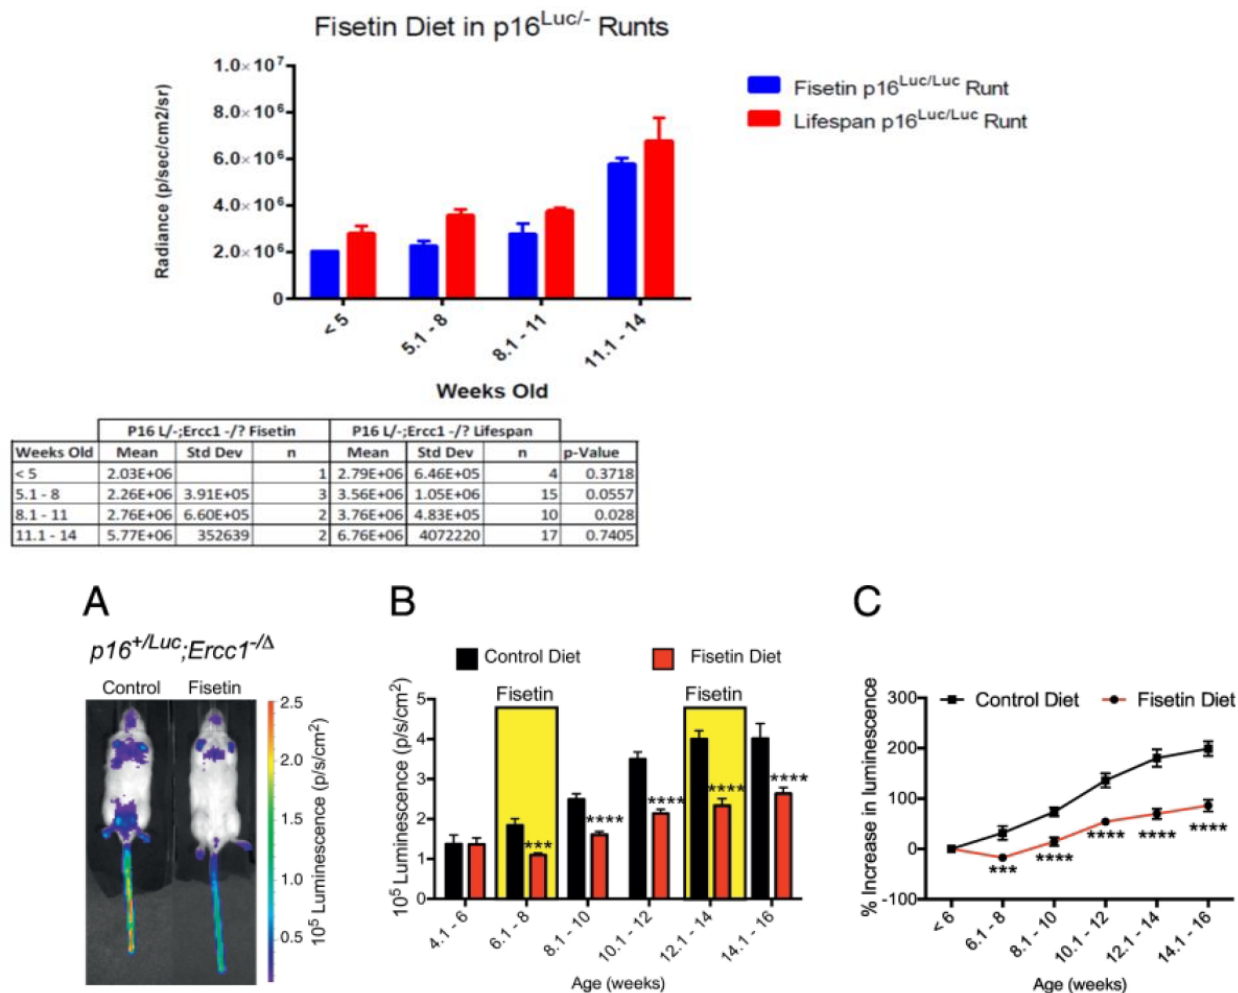 Fisetin Diet in p16Luc/- Runts
1.0×10⁷
8.0×10⁶
6.0×10⁶
4.0×10⁶
2.0×10⁶
0
Radiance (p/sec/cm2/sr)
Fisetin p16Luc/Luc Runt
Lifespan p16Luc/Luc Runt
< 5
5.1 - 8
8.1 - 11
11.1 - 14
Weeks Old
P16 L/-;Ercc1 -/? Fisetin P16 L/-;Ercc1 -/? Lifespan
Weeks Old Mean Std Dev n Mean Std Dev n p-Value
< 5 2.03E+06 1 2.79E+06 6.46E+05 4 0.3718
5.1 - 8 2.26E+06 3.91E+05 3 3.56E+06 1.05E+06 15 0.0557
8.1 - 11 2.76E+06 6.60E+05 2 3.76E+06 4.83E+05 10 0.028
11.1 - 14 5.77E+06 352639 2 6.76E+06 4072220 17 0.7405
A
p16+/Luc;Ercc1-/Δ
Control Fisetin
2.5
2.0
1.5
1.0
0.5
10⁵ Luminescence (p/s/cm²)
B
Control Diet Fisetin Diet
Fisetin Fisetin
5
4
3
2
1
0
10⁵ Luminescence (p/s/cm²)
***
****
****
****
****
4.1 - 6
6.1 - 8
8.1 - 10
10.1 - 12
12.1 - 14
14.1 - 16
Age (weeks)
C
Control Diet Fisetin Diet
300
200
100
0
-100
% Increase in luminescence
***
****
****
****
****
< 6
6.1 - 8
8.1 - 10
10.1 - 12
12.1 - 14
14.1 - 16
Age (weeks)